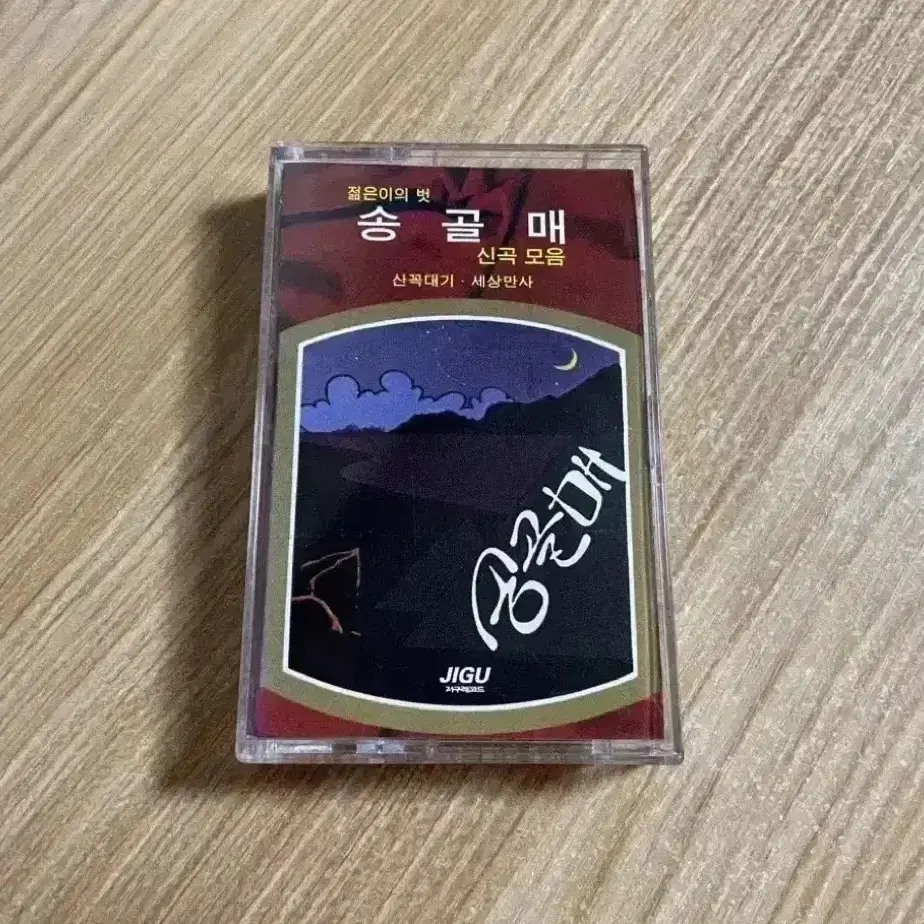 젊은이의 벗
송 골 매
신곡 모음
산꼭대기 · 세상만사
송골매
JIGU
지구레코드